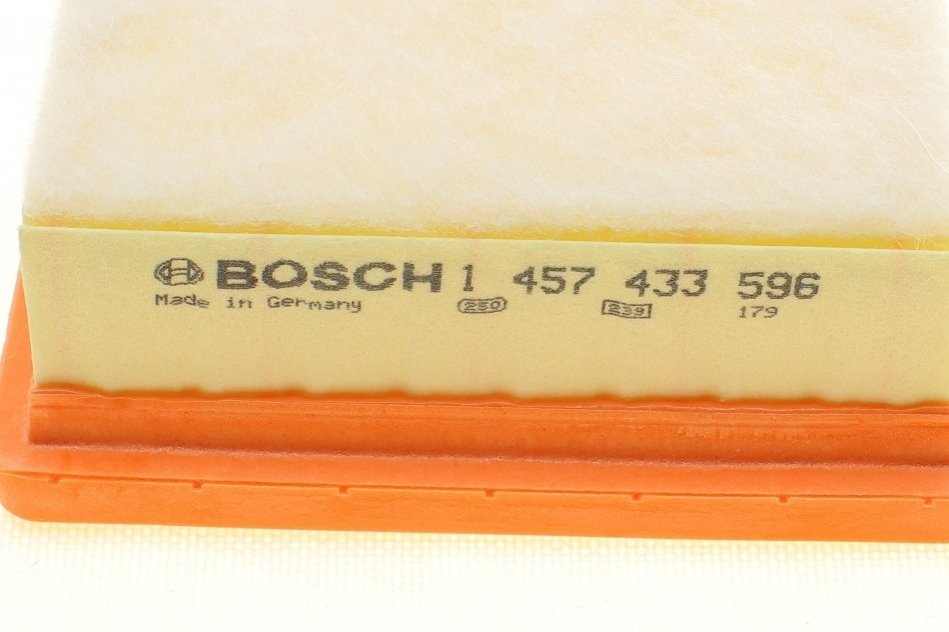 BOSCH 1 457 433 596
Made in Germany 250 239 179